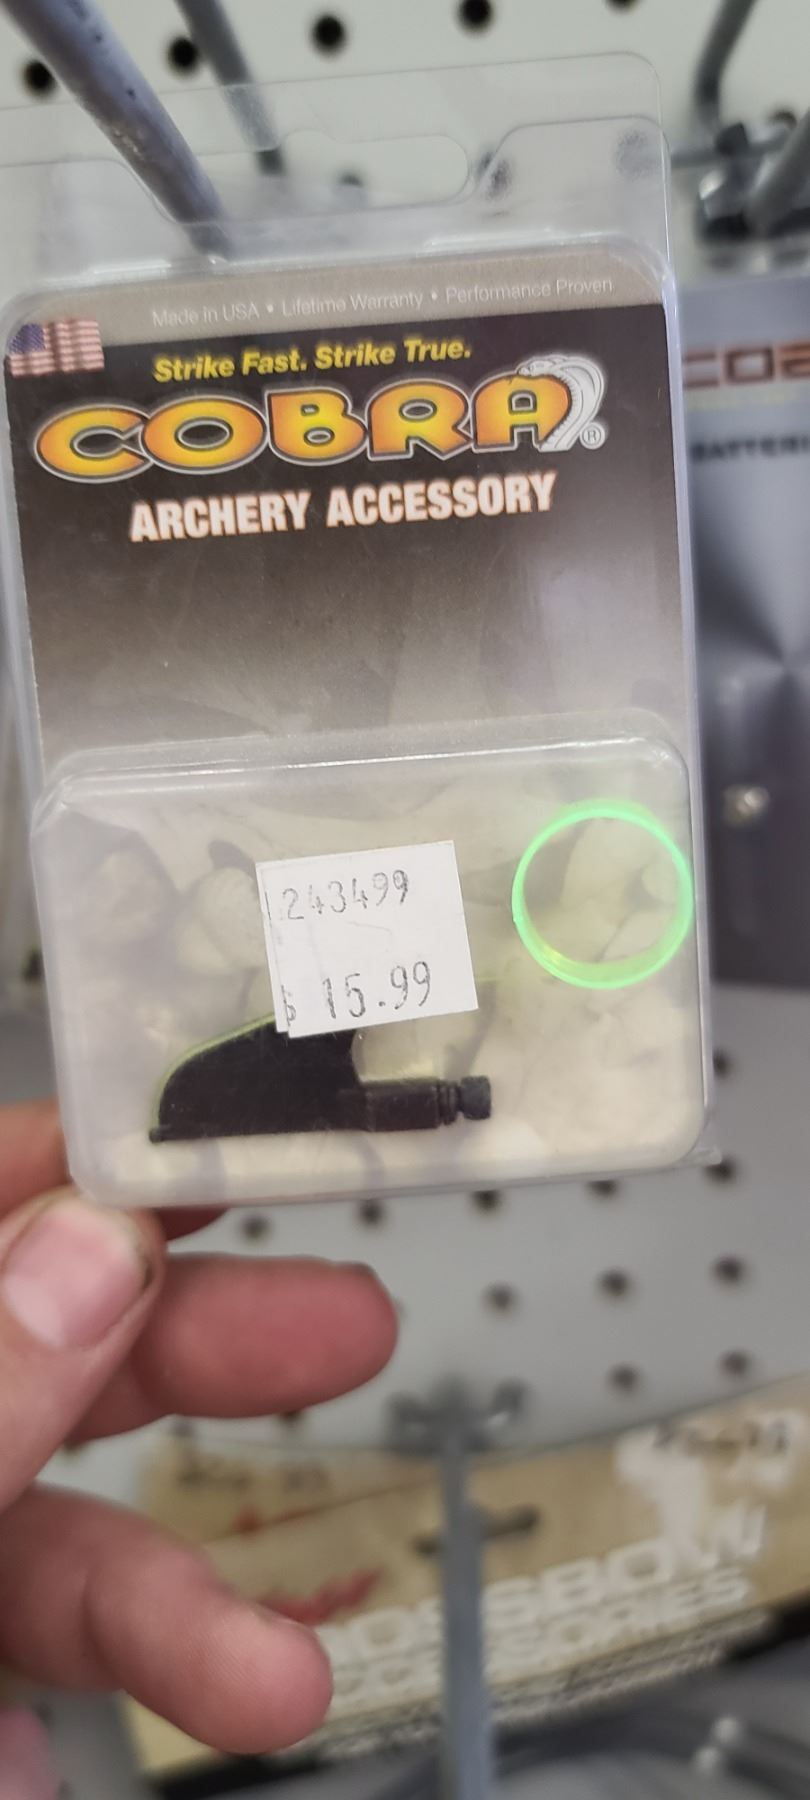 Made in USA • Lifetime Warranty • Performance Proven
Strike Fast. Strike True.
COBRA®
ARCHERY ACCESSORY
243499
$ 15.99